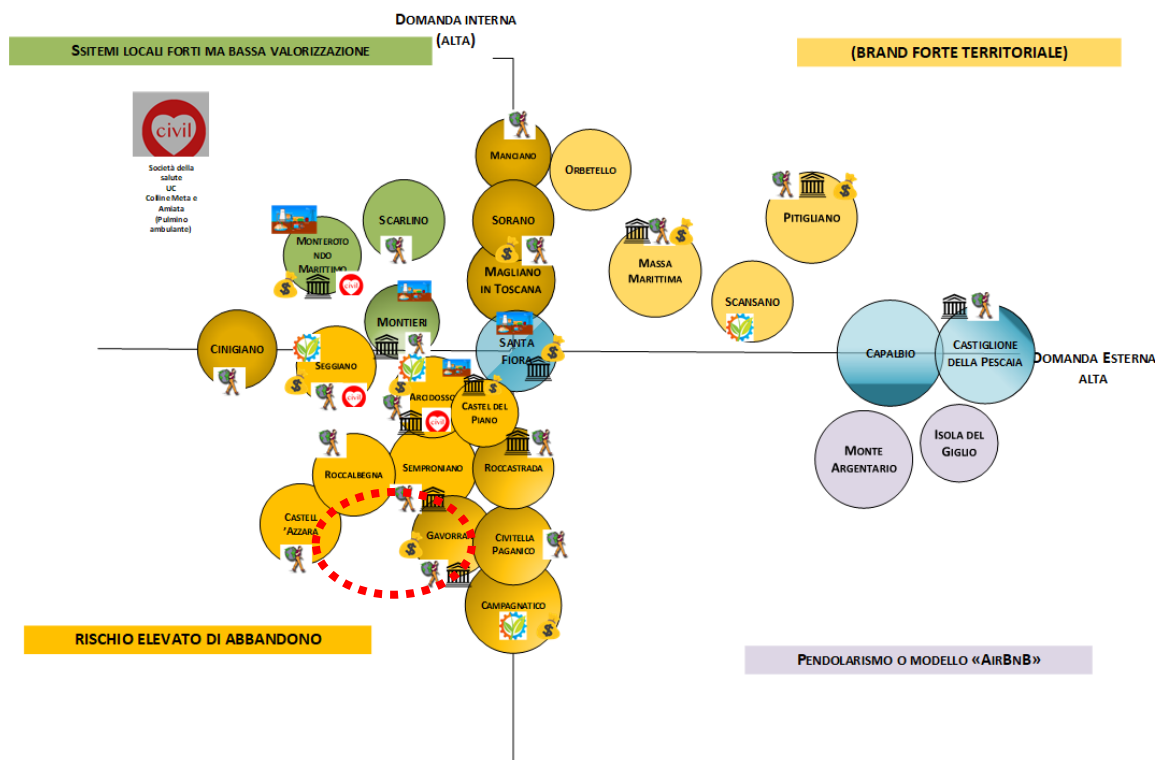 DOMANDA INTERNA
(ALTA)
SSITEMI LOCALI FORTI MA BASSA VALORIZZAZIONE
(BRAND FORTE TERRITORIALE)
civil
Società della
salute
UC
Colline Meta e
Amiata
(Pulmino
ambulante)
MANCIANO
ORBETELLO
SCARLINO
SORANO
PITIGLIANO
MONTEROTO
NDO
MARITTIMO
civil
MAGLIANO
IN TOSCANA
MASSA
MARITTIMA
SCANSANO
MONTIERI
SANTA
FIORA
CINIGIANO
SEGGIANO
civil
CAPALBIO
CASTIGLIONE
DELLA PESCAIA
DOMANDA ESTERNA
ALTA
ARCIDOSSO
civil
CASTEL DEL
PIANO
ROCCALBEGNA
SEMPRONIANO
ROCCASTRADA
MONTE
ARGENTARIO
ISOLA DEL
GIGLIO
CASTELL
'AZZARA
GAVORRA
CIVITELLA
PAGANICO
CAMPAGNATICO
RISCHIO ELEVATO DI ABBANDONO
PENDOLARISMO O MODELLO «AIRBNB»